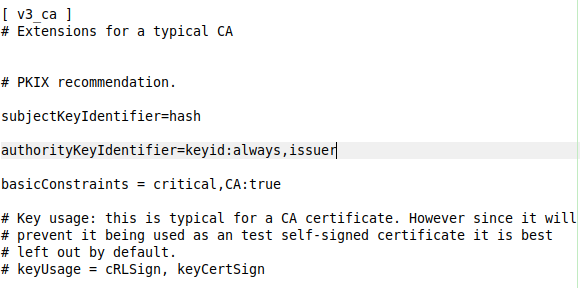 [ v3_ca ]
# Extensions for a typical CA
# PKIX recommendation.
subjectKeyIdentifier=hash
authorityKeyIdentifier=keyid:always,issuer
basicConstraints = critical,CA:true
# Key usage: this is typical for a CA certificate. However since it will
# prevent it being used as an test self-signed certificate it is best
# left out by default.
# keyUsage = cRLSign, keyCertSign